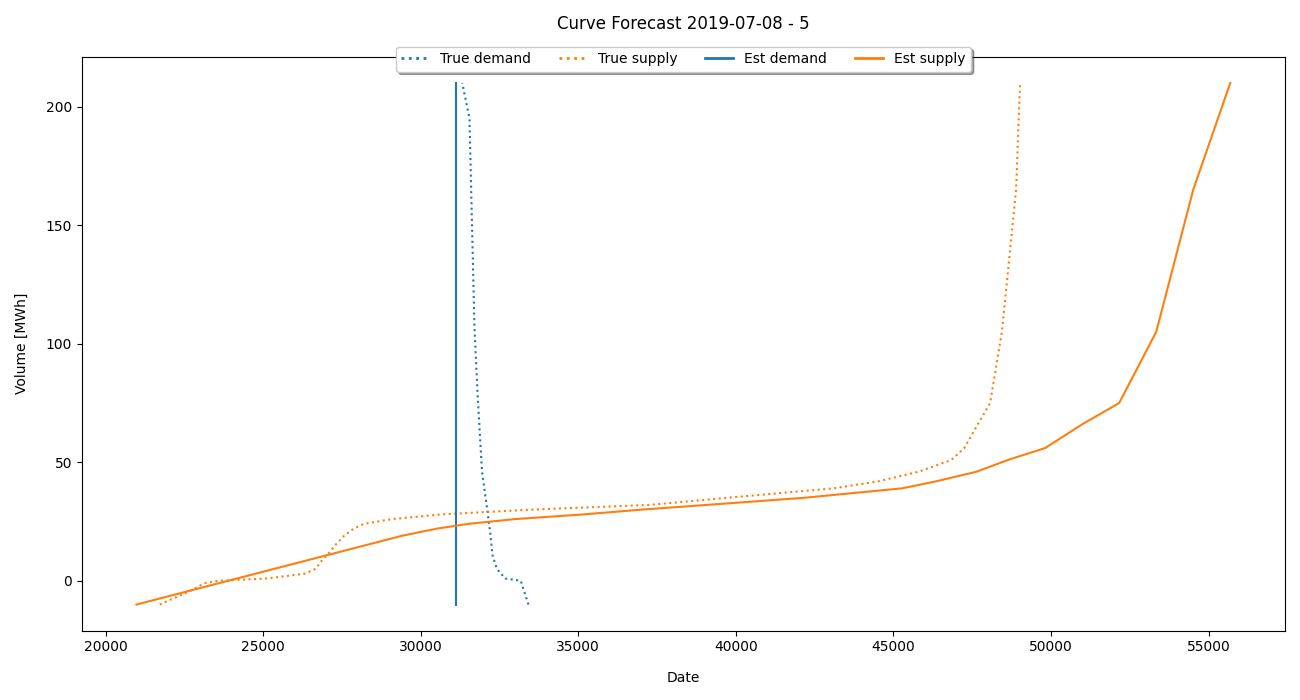 Curve Forecast 2019-07-08 - 5
True demand True supply Est demand Est supply
200
150
100
50
0
Volume [MWh]
20000 25000 30000 35000 40000 45000 50000 55000
Date